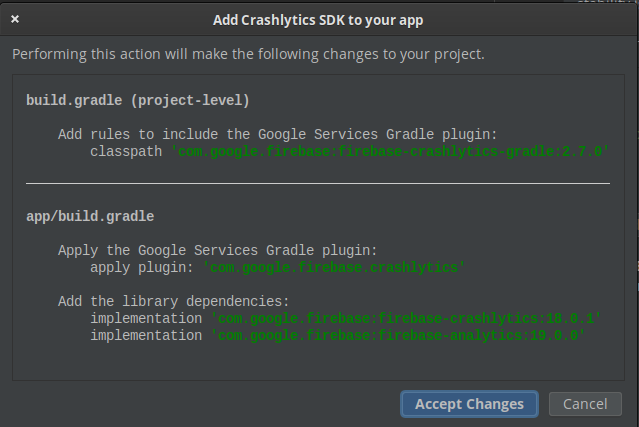 Add Crashlytics SDK to your app
Performing this action will make the following changes to your project.
build.gradle (project-level)
Add rules to include the Google Services Gradle plugin:
classpath 'com.google.firebase:firebase-crashlytics-gradle:2.7.0'
app/build.gradle
Apply the Google Services Gradle plugin:
apply plugin: 'com.google.firebase.crashlytics'
Add the library dependencies:
implementation 'com.google.firebase:firebase-crashlytics:18.0.1'
implementation 'com.google.firebase:firebase-analytics:19.0.0'
Accept Changes
Cancel